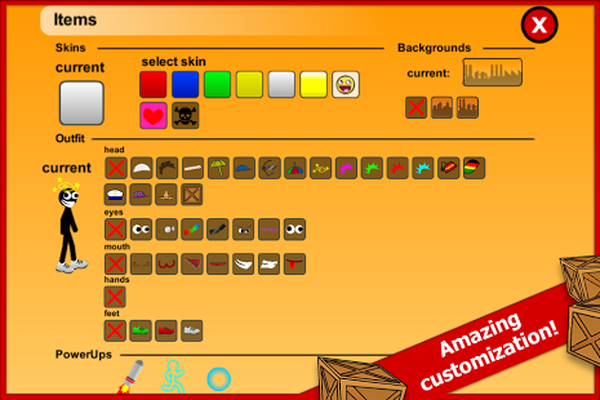 Items
X
Skins
Backgrounds
current
select skin
current:
Outfit
current
head
eyes
mouth
hands
feet
PowerUps
Amazing
customization!